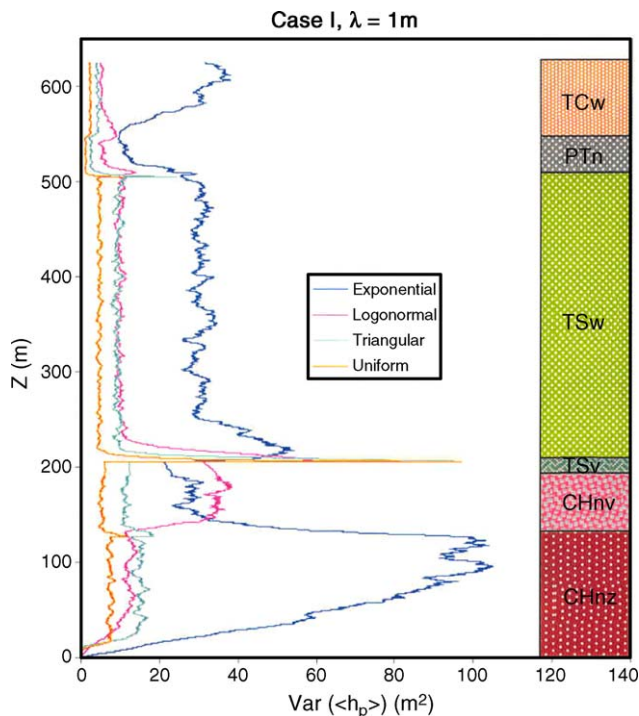 Case I, λ = 1m
600
500
400
300
200
100
0
Z (m)
Exponential
Logonormal
Triangular
Uniform
TCw
PTn
TSw
TSv
CHnv
CHnz
0 20 40 60 80 100 120 140
Var (<h_p>) (m²)